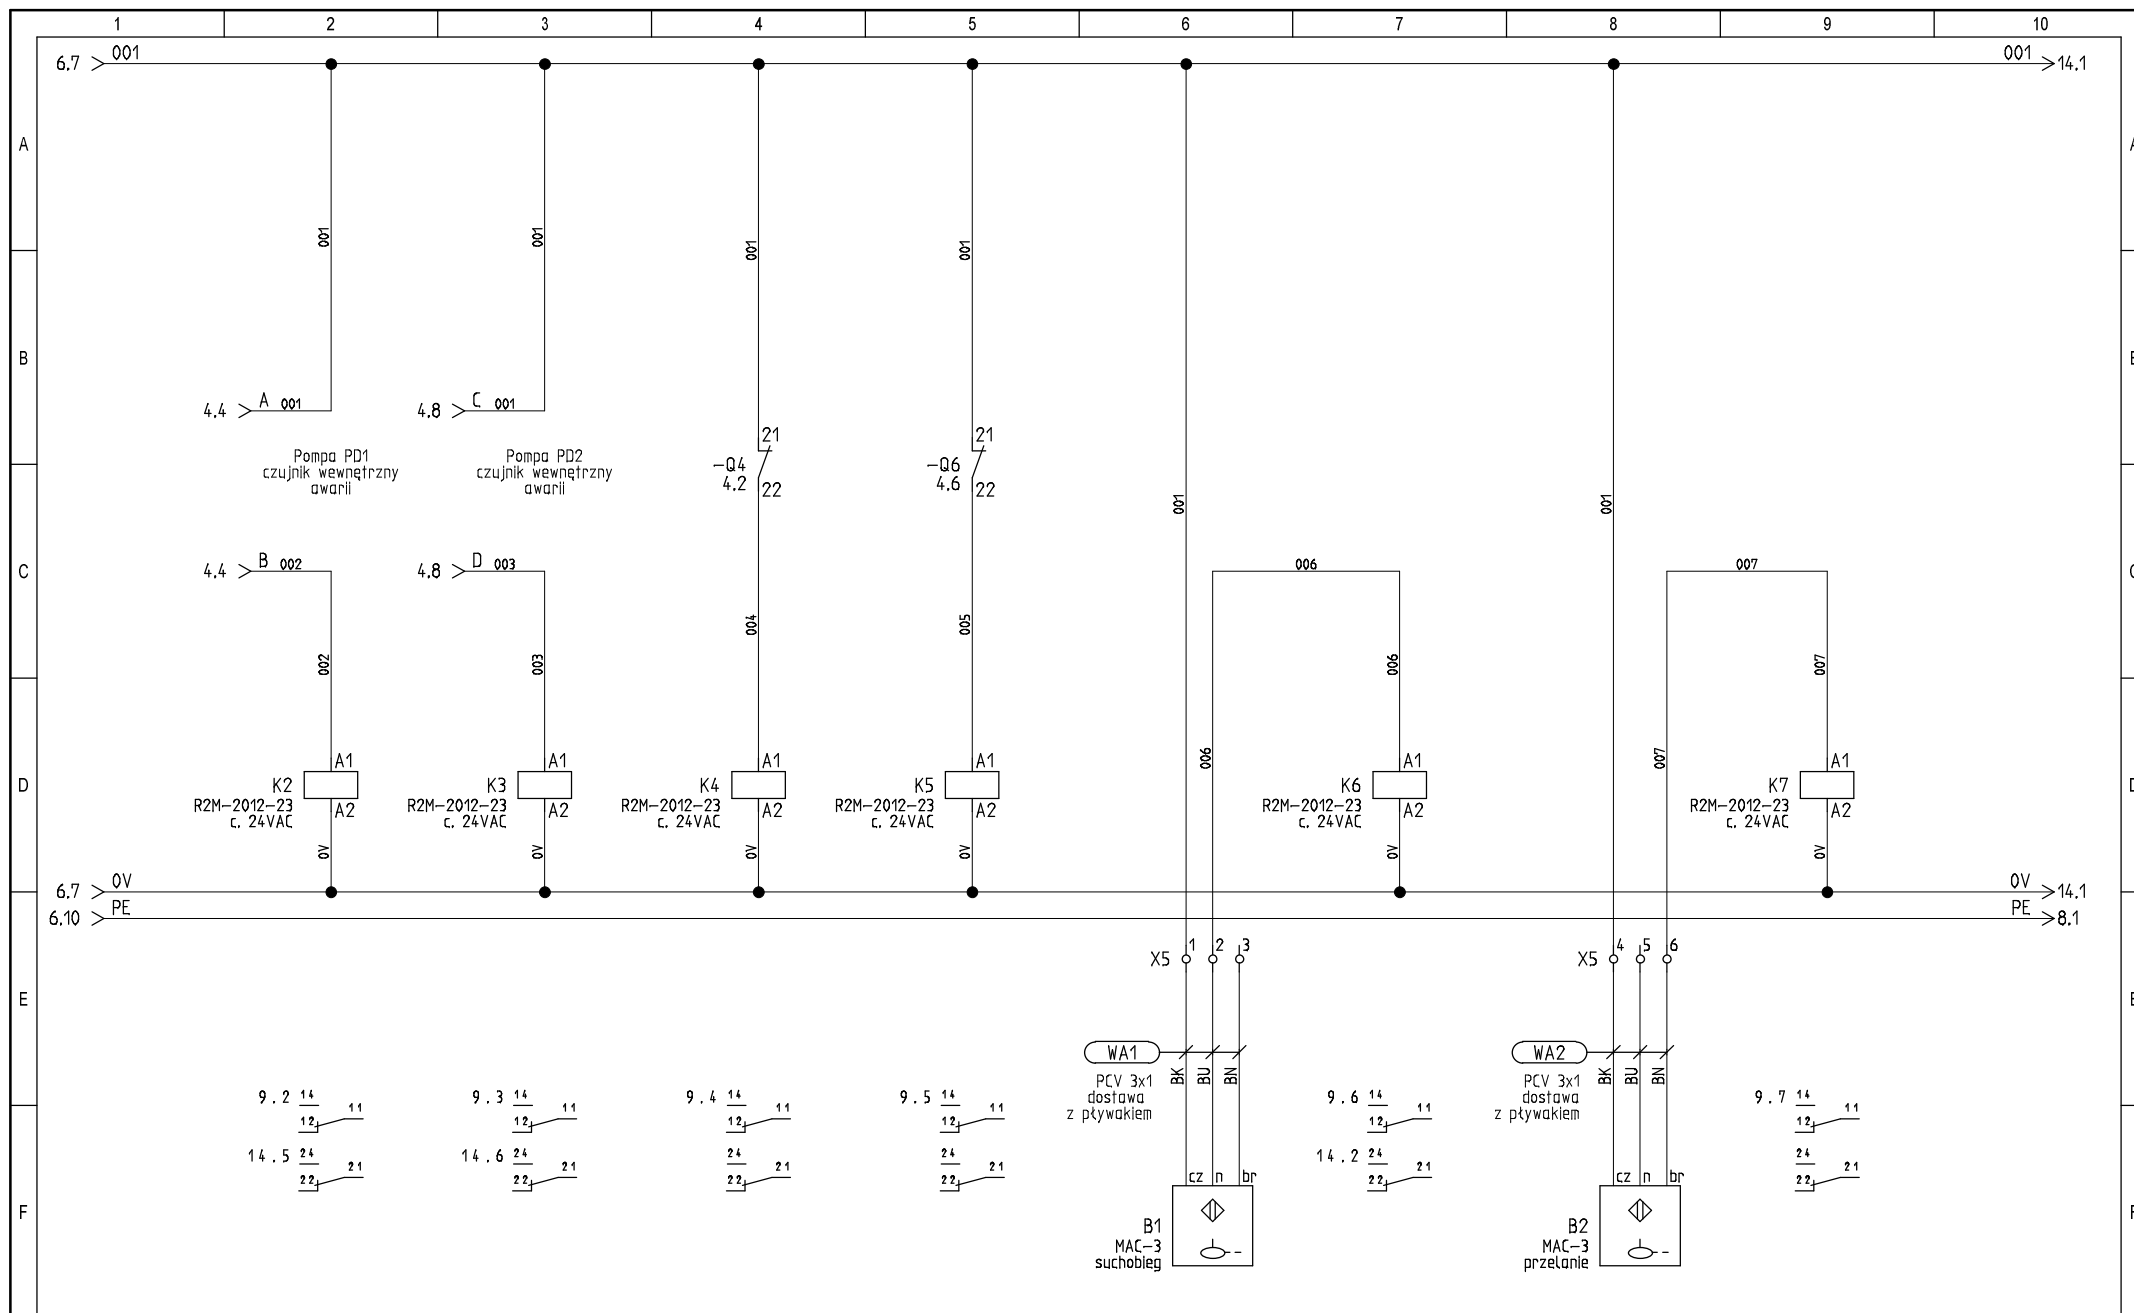 1 2 3 4 5 6 7 8 9 10
6.7 001 001 14.1
A A
001 001 001 001
B
4.4 A 001 4.8 C 001
21 21
Pompa PD1 Pompa PD2
czujnik wewnętrzny czujnik wewnętrzny
awarii awarii
-Q4 -Q6
4.2 22 4.6 22
001 001
C
4.4 B 002 4.8 D 003 006 007
004 005
002 003 006 007
006 007
A1 A1 A1 A1 A1 A1
D K2 K3 K4 K5 K6 K7
R2M-2012-23 R2M-2012-23 R2M-2012-23 R2M-2012-23 R2M-2012-23 R2M-2012-23
c. 24VAC c. 24VAC c. 24VAC c. 24VAC c. 24VAC c. 24VAC
A2 A2 A2 A2 A2 A2
0V 0V 0V 0V 0V 0V
6.7 0V 0V 14.1
6.10 PE PE 8.1
X5 1 2 3 X5 4 5 6
E
WA1 WA2
BK BU BN BK BU BN
PCV 3x1 PCV 3x1
dostawa dostawa
z pływakiem z pływakiem
9.2 14 9.3 14 9.4 14 9.5 14 9.6 14 9.7 14
12 11 12 11 12 11 12 11 12 11 12 11
14.5 24 14.6 24 24 24 14.2 24 24
22 21 22 21 22 21 22 21 22 21 22 21
cz n br cz n br
F
B1 B2
MAC-3 MAC-3
suchobieg przelanie